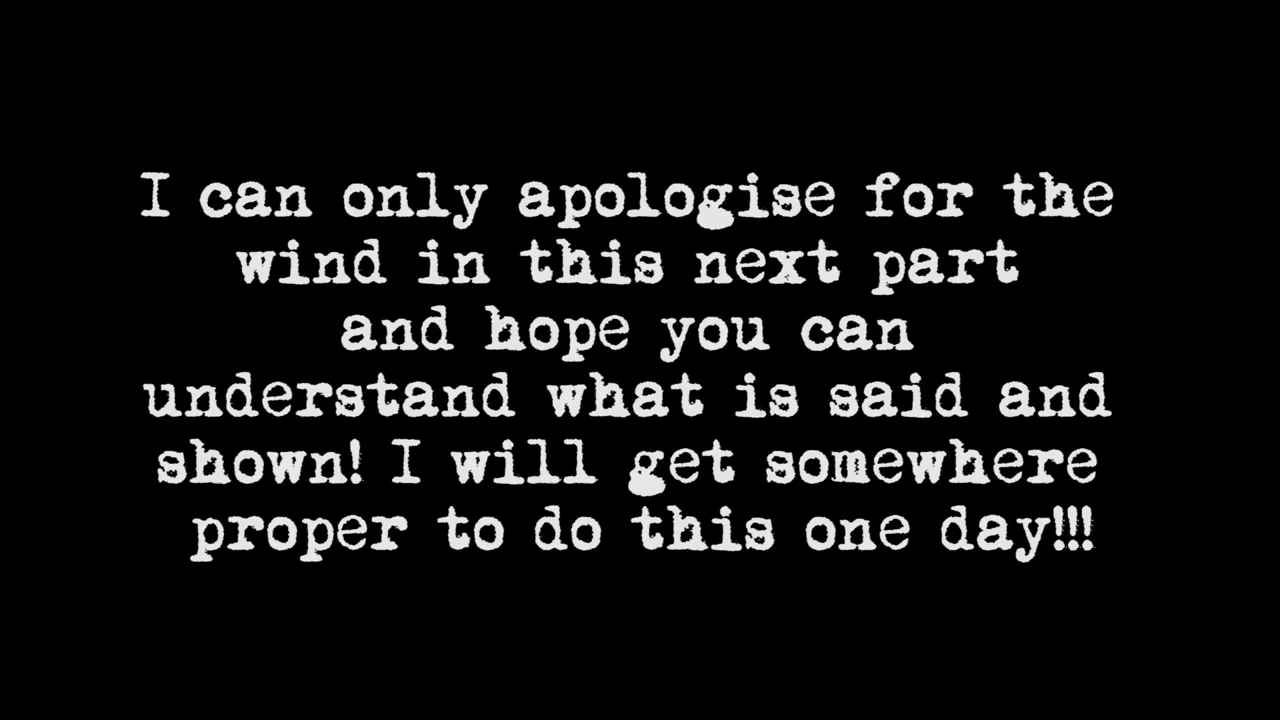 I can only apologise for the
wind in this next part
and hope you can
understand what is said and
shown! I will get somewhere
proper to do this one day!!!